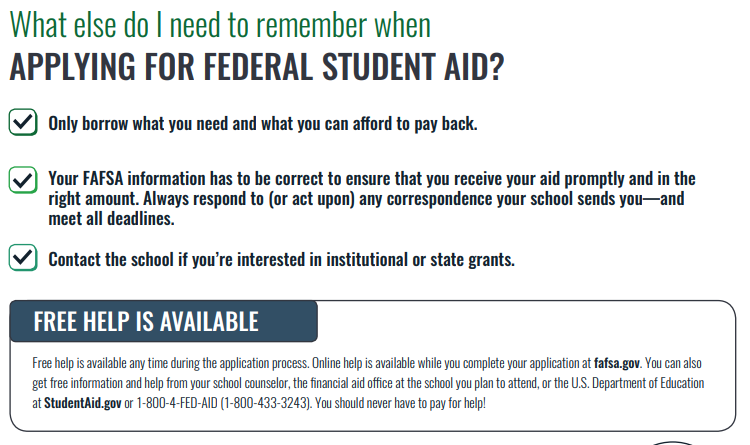 What else do I need to remember when
APPLYING FOR FEDERAL STUDENT AID?
Only borrow what you need and what you can afford to pay back.
Your FAFSA information has to be correct to ensure that you receive your aid promptly and in the
right amount. Always respond to (or act upon) any correspondence your school sends you—and
meet all deadlines.
Contact the school if you’re interested in institutional or state grants.
FREE HELP IS AVAILABLE
Free help is available any time during the application process. Online help is available while you complete your application at fafsa.gov. You can also
get free information and help from your school counselor, the financial aid office at the school you plan to attend, or the U.S. Department of Education
at StudentAid.gov or 1-800-4-FED-AID (1-800-433-3243). You should never have to pay for help!